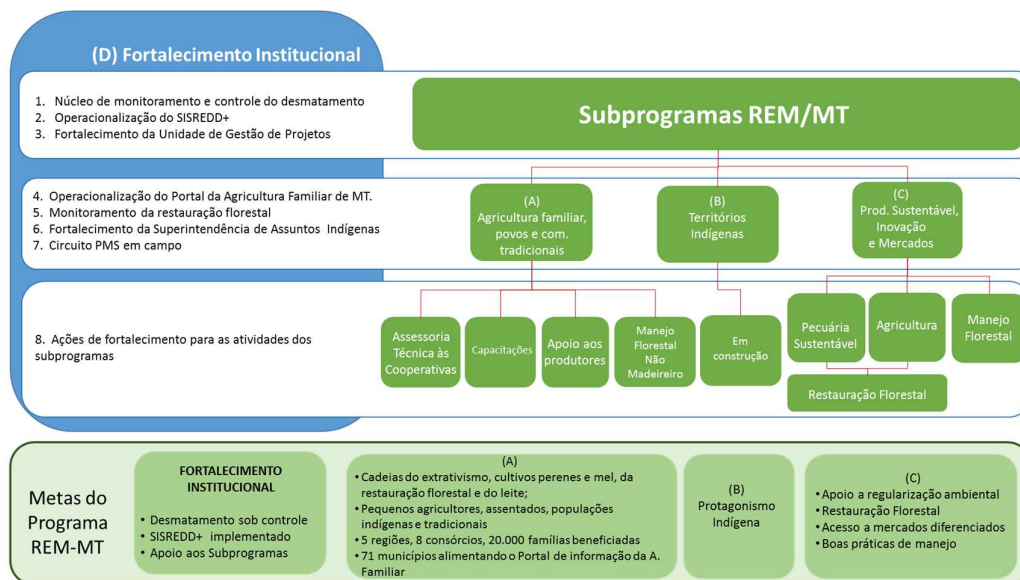 (D) Fortalecimento Institucional
1. Núcleo de monitoramento e controle do desmatamento
2. Operacionalização do SISREDD+
3. Fortalecimento da Unidade de Gestão de Projetos
Subprogramas REM/MT
4. Operacionalização do Portal da Agricultura Familiar de MT.
5. Monitoramento da restauração florestal
6. Fortalecimento da Superintendência de Assuntos Indígenas
7. Circuito PMS em campo
(A)
Agricultura familiar,
povos e com.
tradicionais
(B)
Territórios
Indígenas
(C)
Prod. Sustentável,
Inovação
e Mercados
8. Ações de fortalecimento para as atividades dos
subprogramas
Assessoria
Técnica às
Cooperativas
Capacitações
Apoio aos
produtores
Manejo
Florestal
Não
Madeireiro
Em
construção
Pecuária
Sustentável
Agricultura
Manejo
Florestal
Restauração Florestal
Metas do
Programa
REM-MT
FORTALECIMENTO
INSTITUCIONAL
• Desmatamento sob controle
• SISREDD+ implementado
• Apoio aos Subprogramas
(A)
• Cadeias do extrativismo, cultivos perenes e mel, da
restauração florestal e do leite;
• Pequenos agricultores, assentados, populações
indígenas e tradicionais
• 5 regiões, 8 consórcios, 20.000 famílias beneficiadas
• 71 municípios alimentando o Portal de informação da A.
Familiar
(B)
Protagonismo
Indígena
(C)
• Apoio a regularização ambiental
• Restauração Florestal
• Acesso a mercados diferenciados
• Boas práticas de manejo